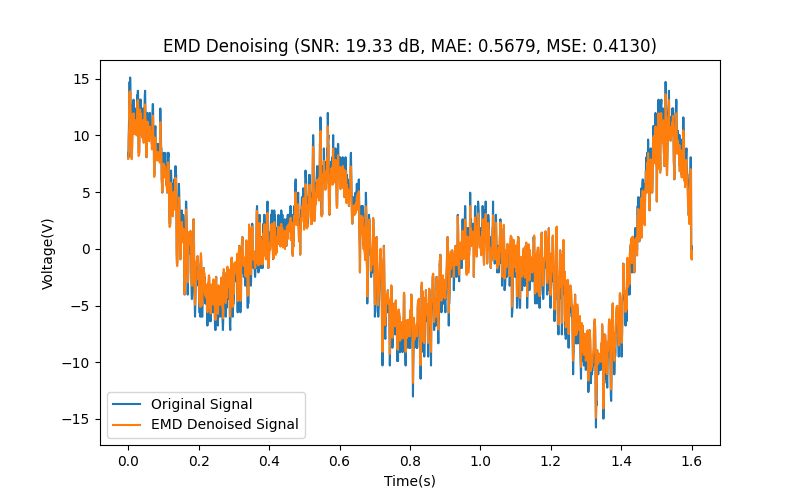 EMD Denoising (SNR: 19.33 dB, MAE: 0.5679, MSE: 0.4130)
15
10
5
0
−5
−10
−15
Voltage(V)
Original Signal
EMD Denoised Signal
0.0 0.2 0.4 0.6 0.8 1.0 1.2 1.4 1.6
Time(s)